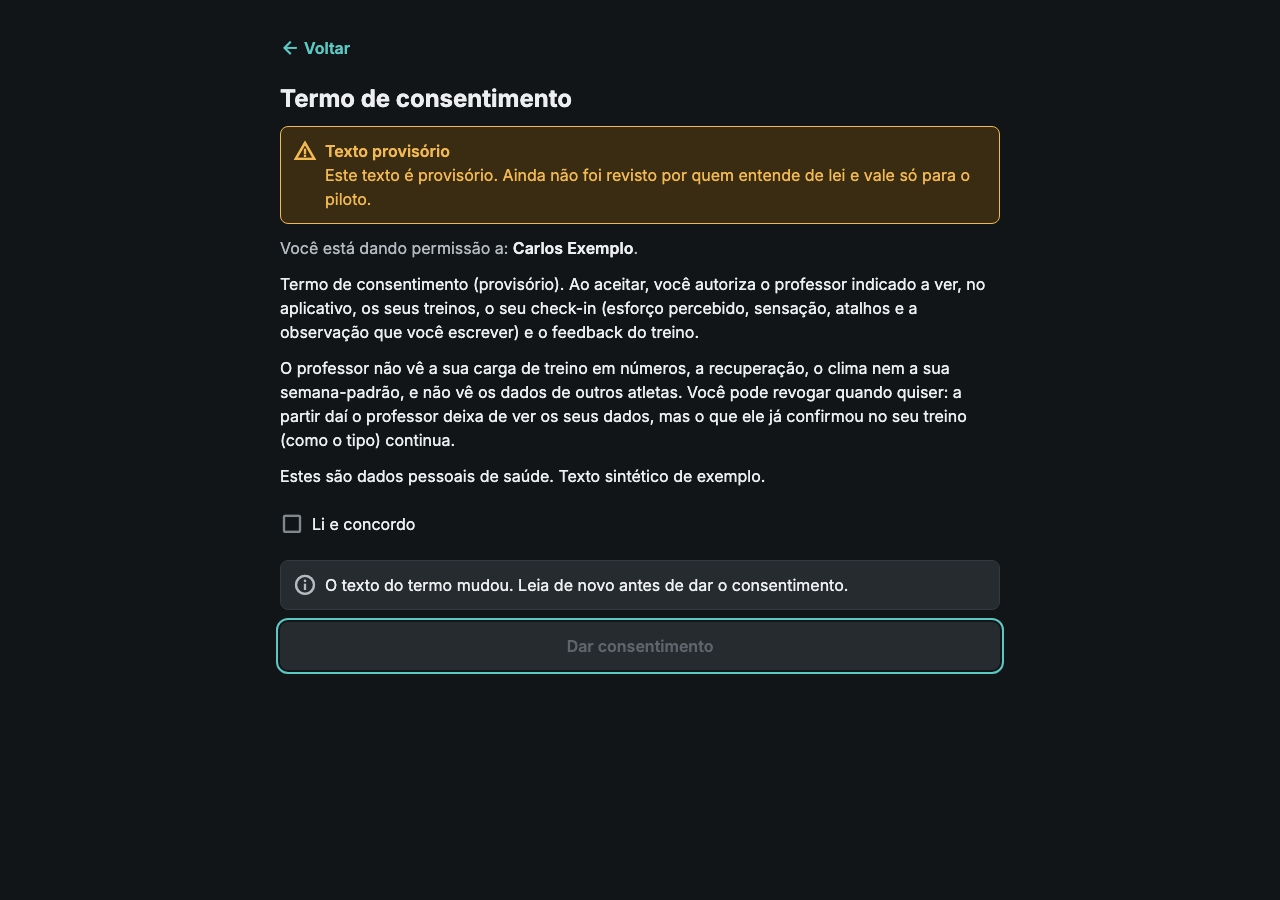 Voltar
Termo de consentimento
Texto provisório
Este texto é provisório. Ainda não foi revisto por quem entende de lei e vale só para o
piloto.
Você está dando permissão a: Carlos Exemplo.
Termo de consentimento (provisório). Ao aceitar, você autoriza o professor indicado a ver, no
aplicativo, os seus treinos, o seu check-in (esforço percebido, sensação, atalhos e a
observação que você escrever) e o feedback do treino.
O professor não vê a sua carga de treino em números, a recuperação, o clima nem a sua
semana-padrão, e não vê os dados de outros atletas. Você pode revogar quando quiser: a
partir daí o professor deixa de ver os seus dados, mas o que ele já confirmou no seu treino
(como o tipo) continua.
Estes são dados pessoais de saúde. Texto sintético de exemplo.
Li e concordo
O texto do termo mudou. Leia de novo antes de dar o consentimento.
Dar consentimento